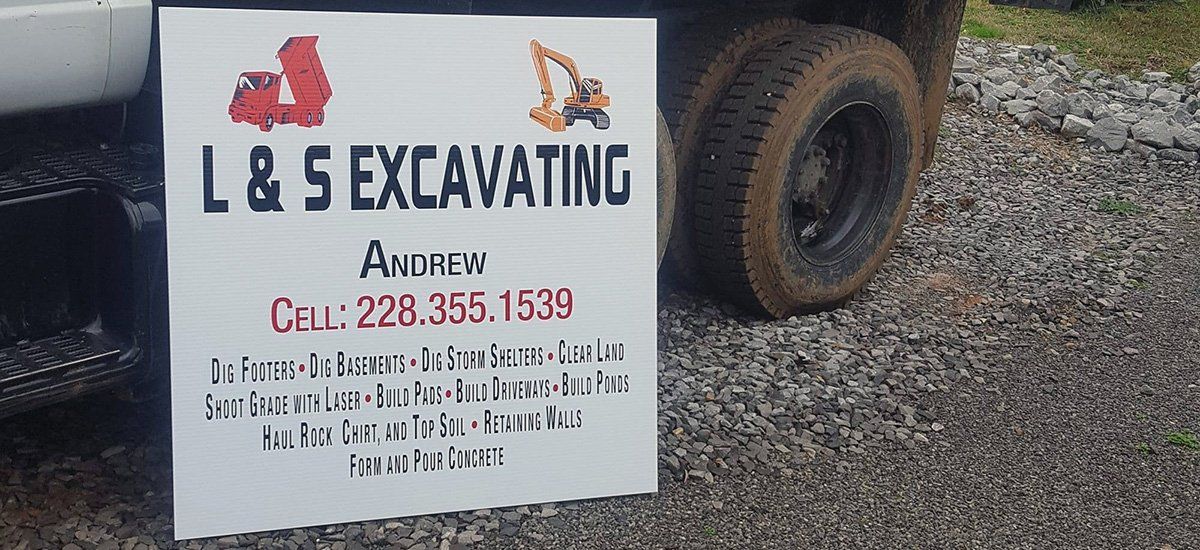 L & S EXCAVATING
ANDREW
CELL: 228.355.1539
DIG FOOTERS • DIG BASEMENTS • DIG STORM SHELTERS • CLEAR LAND
SHOOT GRADE WITH LASER • BUILD PADS • BUILD DRIVEWAYS • BUILD PONDS
HAUL ROCK CHIRT, AND TOP SOIL • RETAINING WALLS
FORM AND POUR CONCRETE